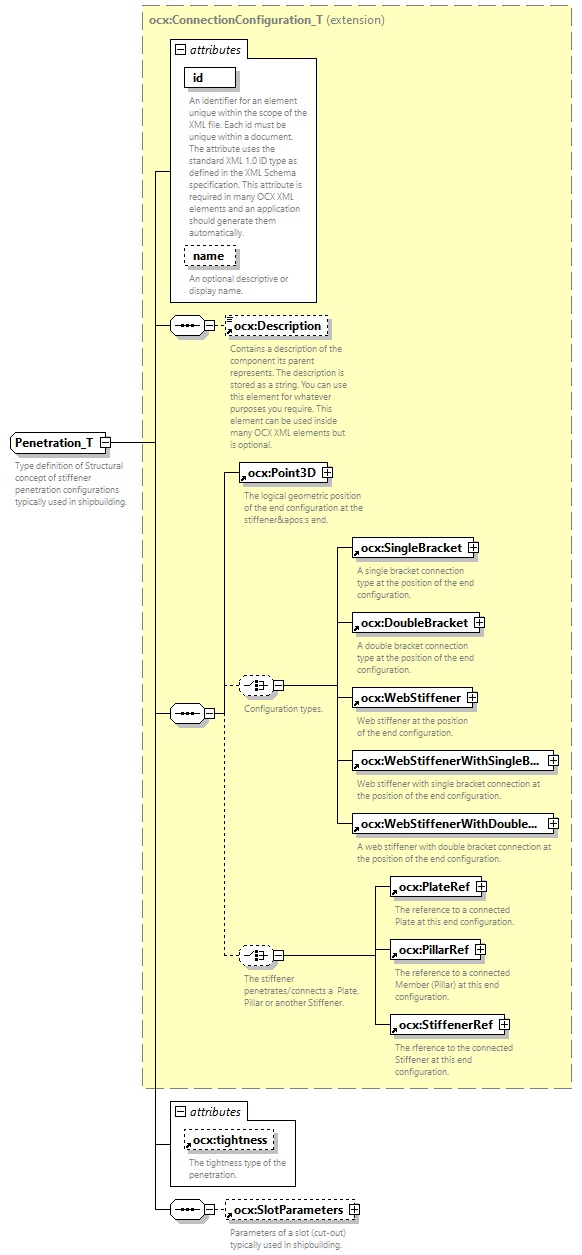 ocx:ConnectionConfiguration_T (extension)
attributes
id
An identifier for an element
unique within the scope of the
XML file. Each id must be
unique within a document.
The attribute uses the
standard XML 1.0 ID type as
defined in the XML Schema
specification. This attribute is
required in many OCX XML
elements and an application
should generate them
automatically.
name
An optional descriptive or
display name.
ocx:Description
Contains a description of the
component its parent
represents. The description is
stored as a string. You can use
this element for whatever
purposes you require. This
element can be used inside
many OCX XML elements but
is optional.
Penetration_T
Type definition of Structural
concept of stiffener
penetration configurations
typically used in shipbuilding.
ocx:Point3D
The logical geometric position
of the end configuration at the
stiffener&apos;s end.
ocx:SingleBracket
A single bracket connection
type at the position of the end
configuration.
ocx:DoubleBracket
A double bracket connection
type at the position of the end
configuration.
Configuration types.
ocx:WebStiffener
Web stiffener at the position
of the end configuration.
ocx:WebStiffenerWithSingleB...
Web stiffener with single bracket connection at
the position of the end configuration.
ocx:WebStiffenerWithDouble...
A web stiffener with double bracket connection at
the position of the end configuration.
ocx:PlateRef
The reference to a connected
Plate at this end configuration.
The stiffener
penetrates/connects a  Plate,
Pillar or another Stiffener.
ocx:PillarRef
The reference to a connected
Member (Pillar) at this end
configuration.
ocx:StiffenerRef
The rference to the connected
Stiffener at this end
configuration.
attributes
ocx:tightness
The tightness type of the
penetration.
ocx:SlotParameters
Parameters of a slot (cut-out)
typically used in shipbuilding.